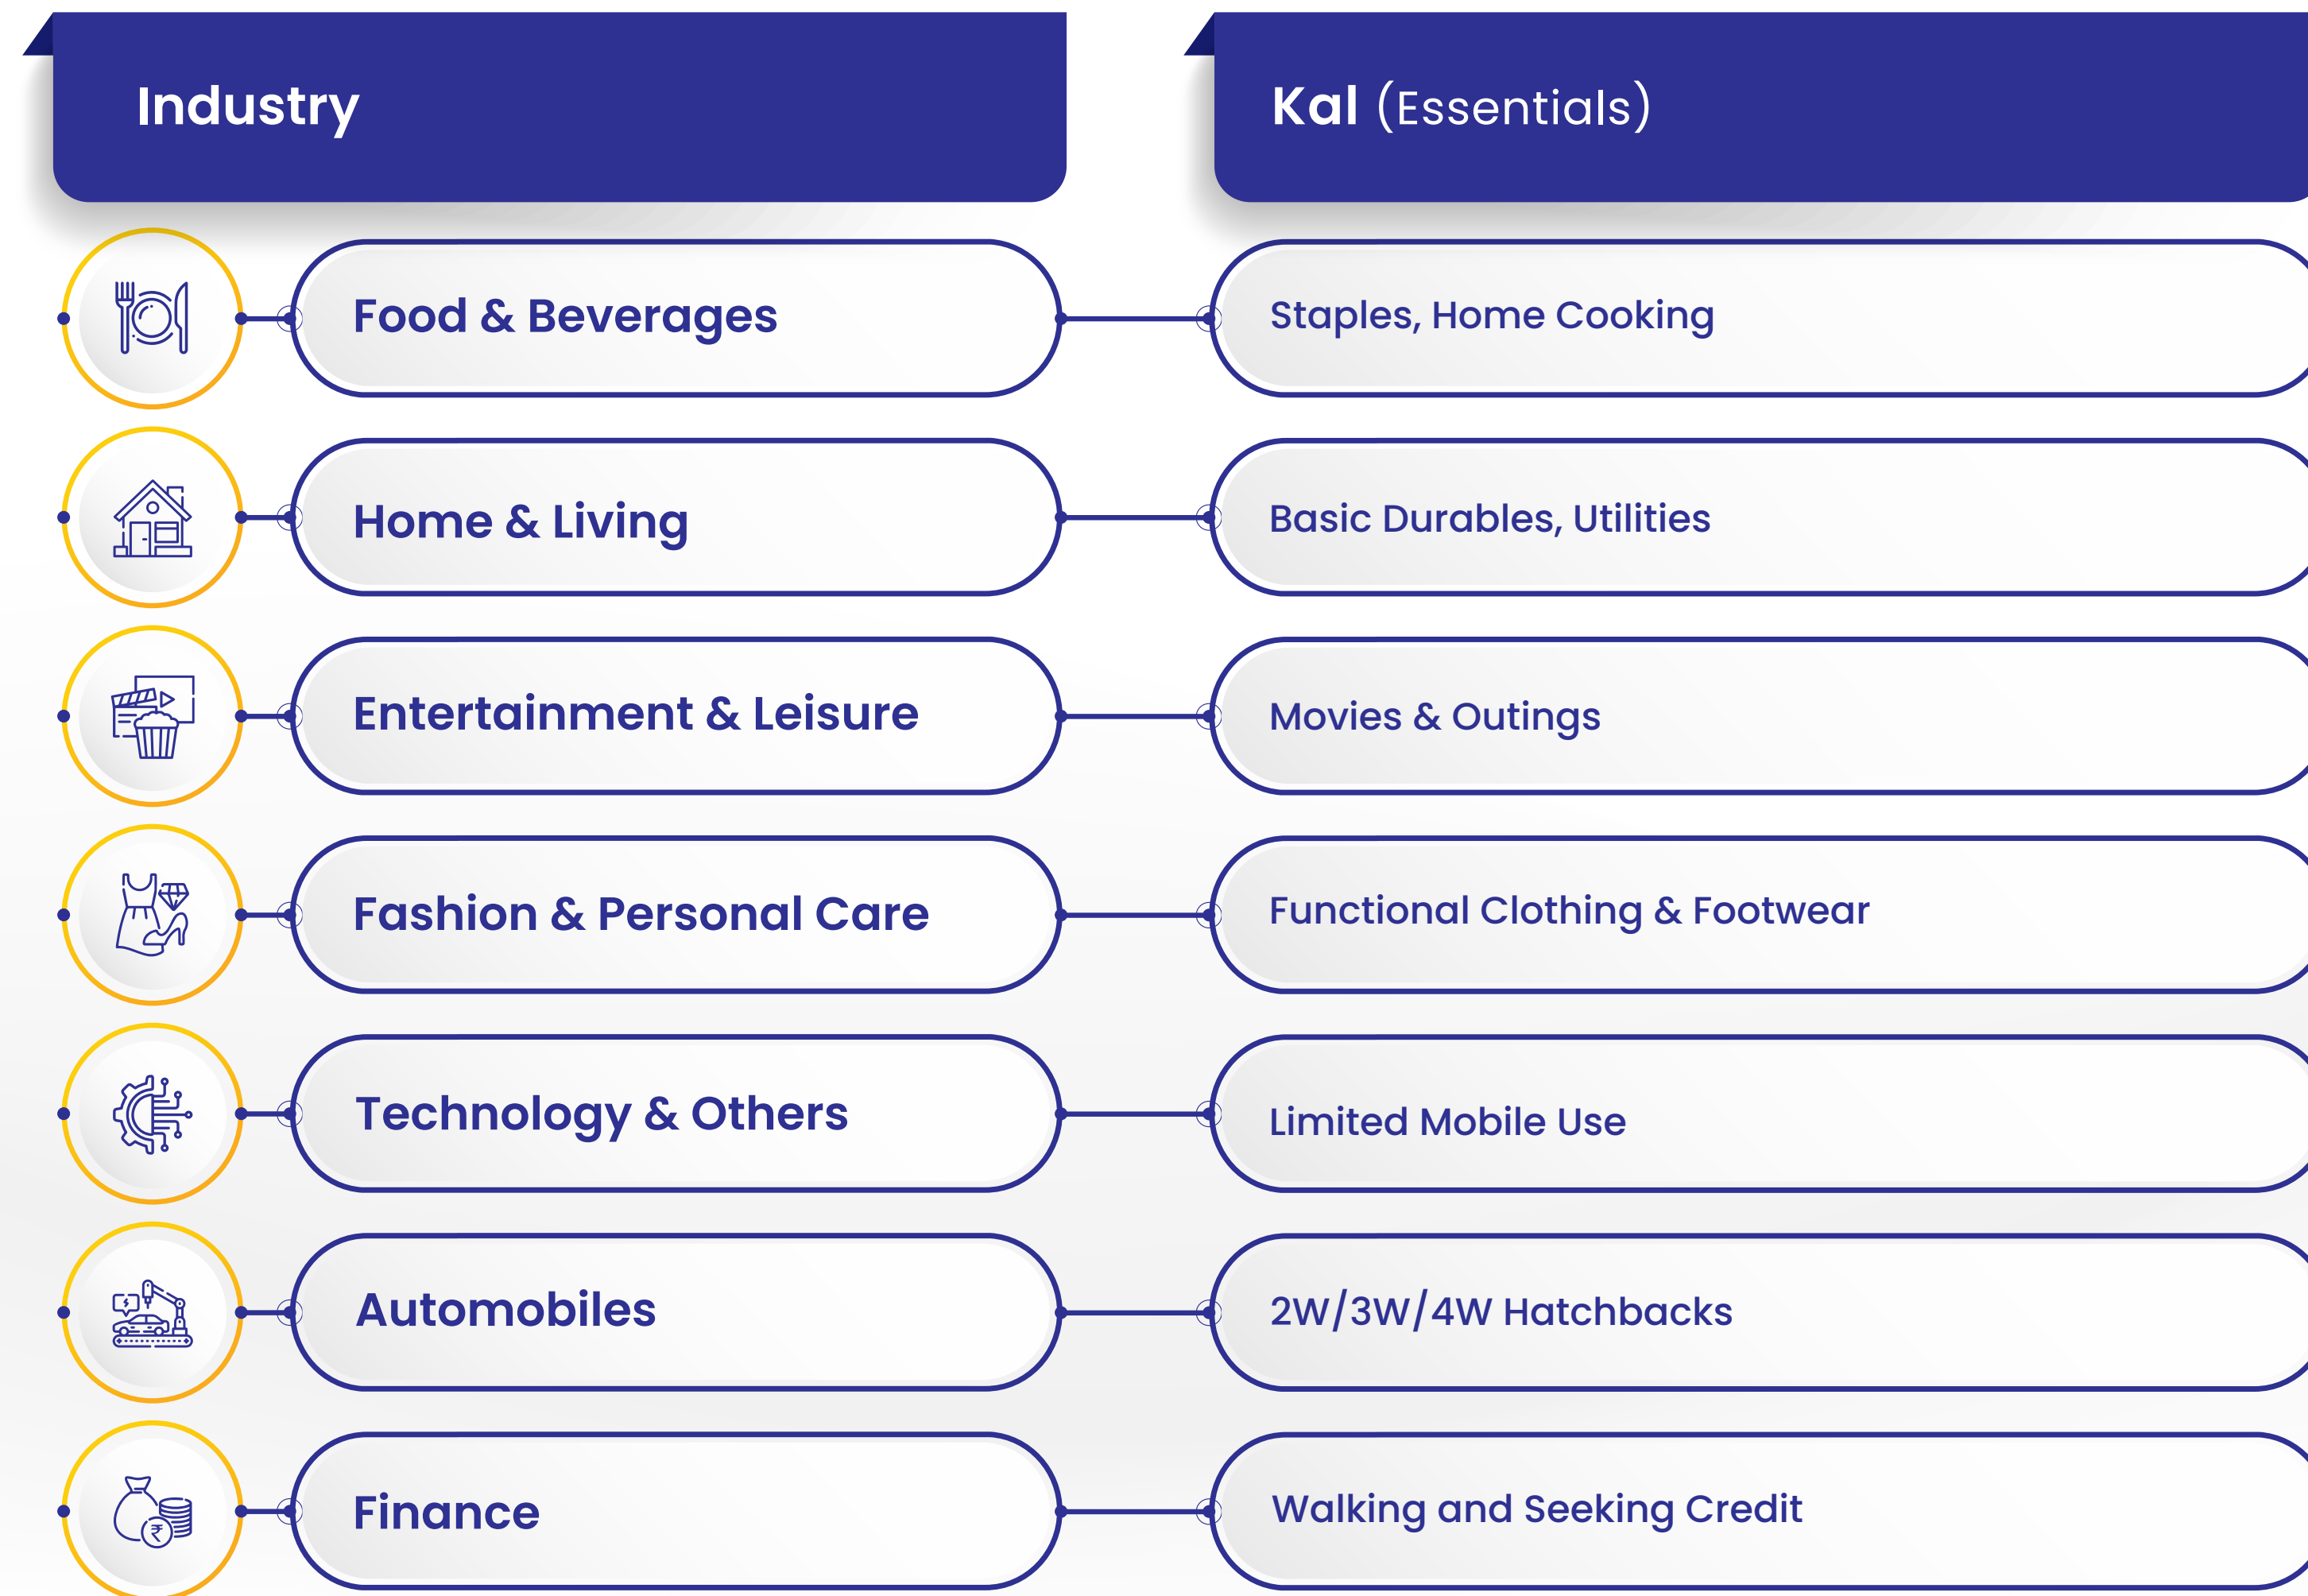 Industry
Kal (Essentials)
Food & Beverages
Staples, Home Cooking
Home & Living
Basic Durables, Utilities
Entertainment & Leisure
Movies & Outings
Fashion & Personal Care
Functional Clothing & Footwear
Technology & Others
Limited Mobile Use
Automobiles
2W/3W/4W Hatchbacks
Finance
Walking and Seeking Credit
₹